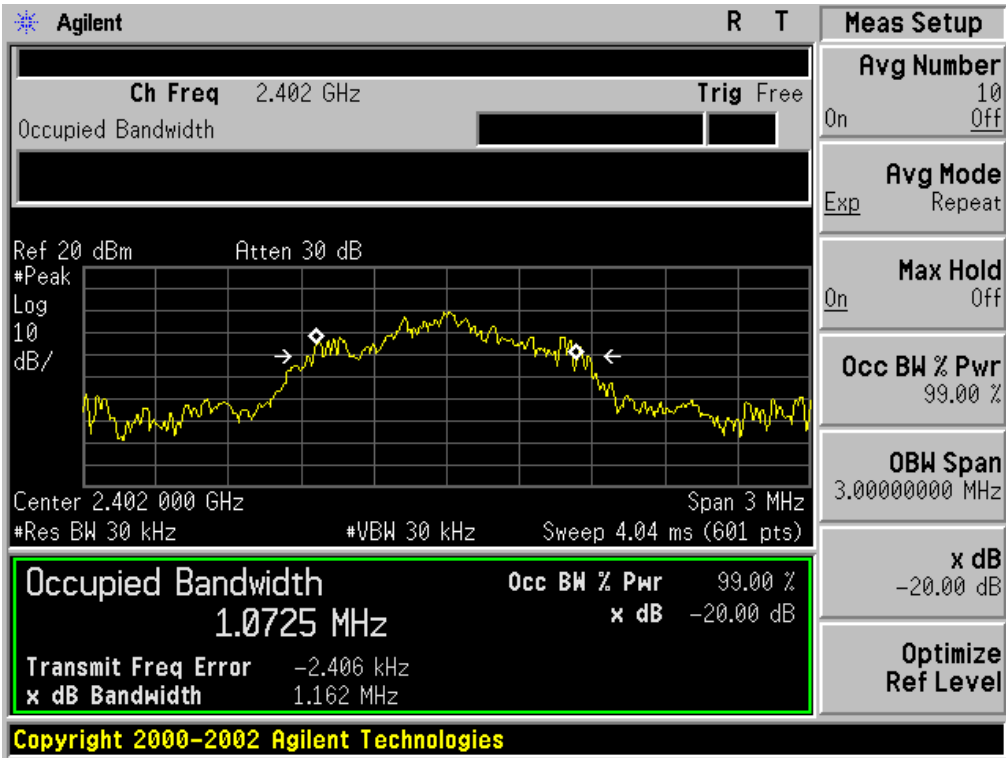 Agilent R T
Ch Freq 2.402 GHz Trig Free
Occupied Bandwidth
Ref 20 dBm Atten 30 dB
#Peak
Log
10
dB/
Center 2.402 000 GHz Span 3 MHz
#Res BW 30 kHz #VBW 30 kHz Sweep 4.04 ms (601 pts)
Occupied Bandwidth
1.0725 MHz
Occ BW % Pwr 99.00 %
x dB -20.00 dB
Transmit Freq Error -2.406 kHz
x dB Bandwidth 1.162 MHz
Copyright 2000-2002 Agilent Technologies
Meas Setup
Avg Number
10
On Off
Avg Mode
Exp Repeat
Max Hold
On Off
Occ BW % Pwr
99.00 %
OBW Span
3.00000000 MHz
x dB
-20.00 dB
Optimize
Ref Level